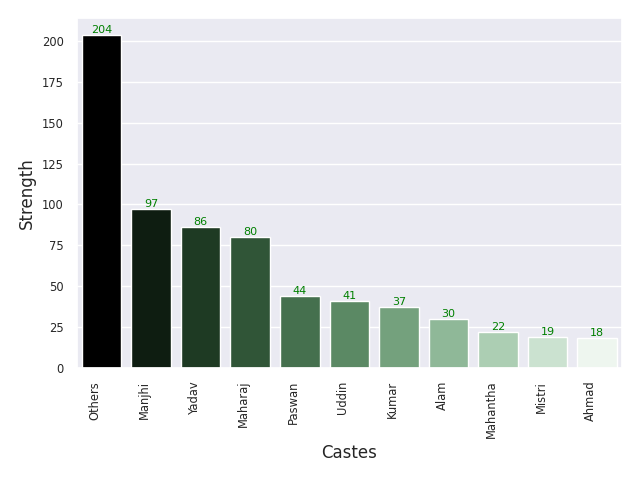 204
200
175
150
125
100
75
50
25
0
97
86
80
44
41
37
30
22
19
18
Strength
Others
Manjhi
Yadav
Maharaj
Paswan
Uddin
Kumar
Alam
Mahantha
Mistri
Ahmad
Castes